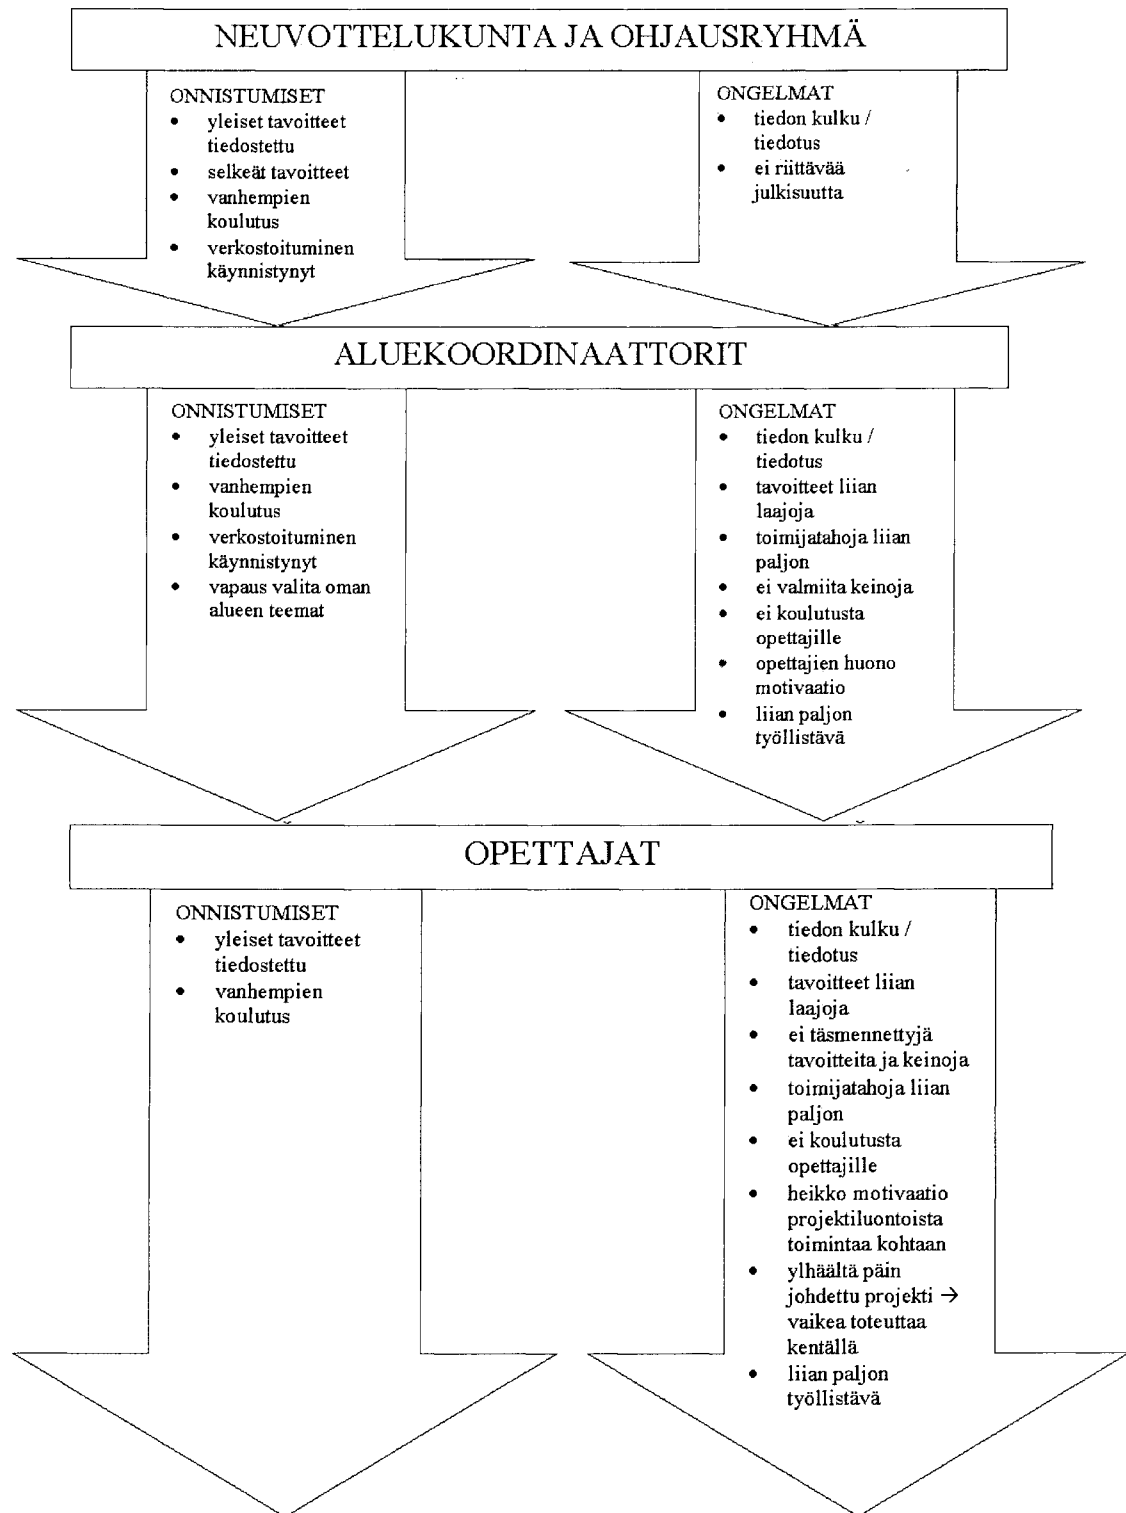 NEUVOTTELUKUNTA JA OHJAUSRYHMÄ
ONNISTUMISET
• yleiset tavoitteet
tiedostettu
• selkeät tavoitteet
• vanhempien
koulutus
• verkostoituminen
käynnistynyt
ONGELMAT
• tiedon kulku /
tiedotus
• ei riittävää
julkisuutta
ALUEKOORDINAATTORIT
ONNISTUMISET
• yleiset tavoitteet
tiedostettu
• vanhempien
koulutus
• verkostoituminen
käynnistynyt
• vapaus valita oman
alueen teemat
ONGELMAT
• tiedon kulku /
tiedotus
• tavoitteet liian
laajoja
• toimijatahoja liian
paljon
• ei valmiita keinoja
• ei koulutusta
opettajille
• opettajien huono
motivaatio
• liian paljon
työllistävä
OPETTAJAT
ONNISTUMISET
• yleiset tavoitteet
tiedostettu
• vanhempien
koulutus
ONGELMAT
• tiedon kulku /
tiedotus
• tavoitteet liian
laajoja
• ei täsmennettyjä
tavoitteita ja keinoja
• toimijatahoja liian
paljon
• ei koulutusta
opettajille
• heikko motivaatio
projektiluontoista
toimintaa kohtaan
• ylhäältä päin
johdettu projekti →
vaikea toteuttaa
kentällä
• liian paljon
työllistävä